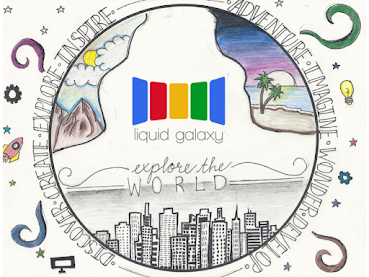 DISCOVER·CREATE·EXPLORE·INSPIRE·
ADVENTURE·IMAGINE·WONDER·DEVELOP·
liquid galaxy
explore the
WORLD